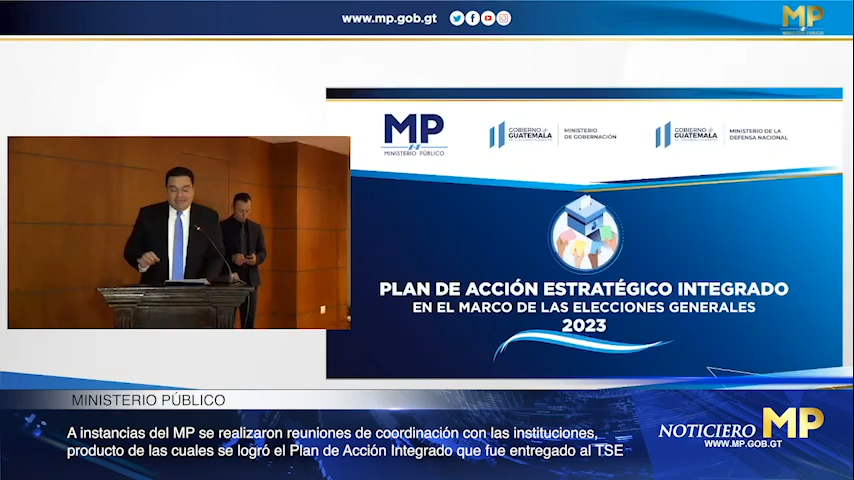 www.mp.gob.gt
MP
MINISTERIO PÚBLICO
MP
MINISTERIO PÚBLICO
GOBIERNO de
GUATEMALA
MINISTERIO
DE GOBERNACIÓN
GOBIERNO de
GUATEMALA
MINISTERIO DE LA
DEFENSA NACIONAL
PLAN DE ACCIÓN ESTRATÉGICO INTEGRADO
EN EL MARCO DE LAS ELECCIONES GENERALES
2023
MINISTERIO PÚBLICO
A instancias del MP se realizaron reuniones de coordinación con las instituciones,
producto de las cuales se logró el Plan de Acción Integrado que fue entregado al TSE
NOTICIERO MP
WWW.MP.GOB.GT